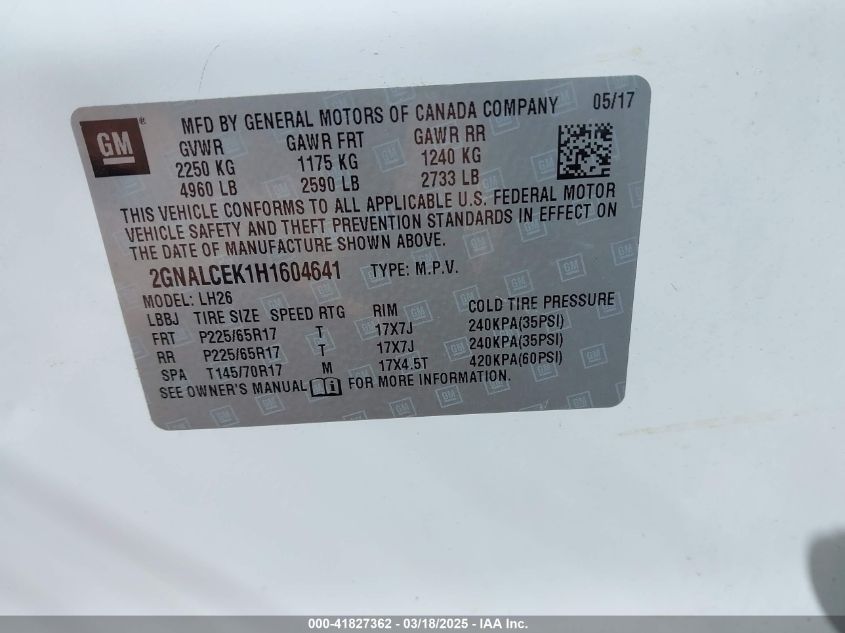 GM ®
MFD BY GENERAL MOTORS OF CANADA COMPANY 05/17
GVWR GAWR FRT GAWR RR
2250 KG 1175 KG 1240 KG
4960 LB 2590 LB 2733 LB
THIS VEHICLE CONFORMS TO ALL APPLICABLE U.S. FEDERAL MOTOR
VEHICLE SAFETY AND THEFT PREVENTION STANDARDS IN EFFECT ON
THE DATE OF MANUFACTURE SHOWN ABOVE.
2GNALCEK1H1604641 TYPE: M.P.V.
MODEL: LH26
LBBJ TIRE SIZE SPEED RTG RIM COLD TIRE PRESSURE
FRT P225/65R17 T 17X7J 240KPA(35PSI)
RR P225/65R17 T 17X7J 240KPA(35PSI)
SPA T145/70R17 M 17X4.5T 420KPA(60PSI)
SEE OWNER'S MANUAL FOR MORE INFORMATION.
000-41827362 - 03/18/2025 - IAA Inc.